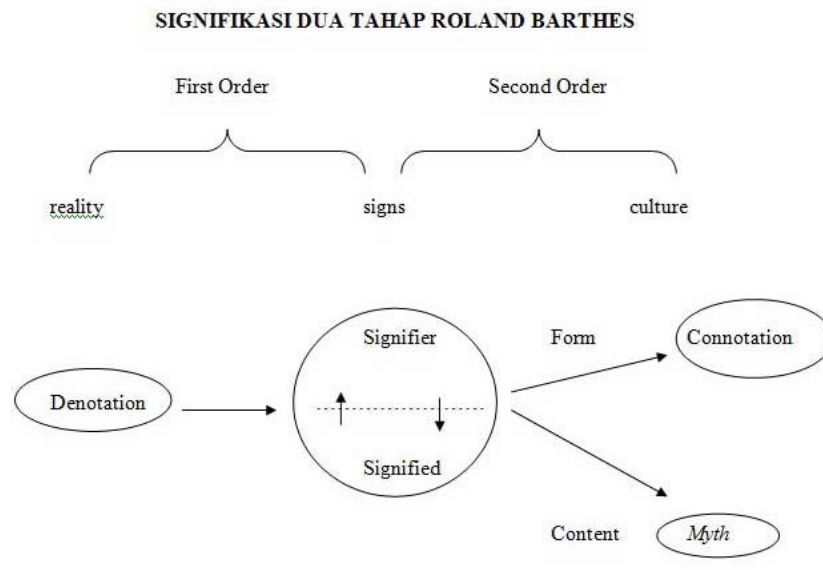 SIGNIFIKASI DUA TAHAP ROLAND BARTHES
First Order Second Order
reality signs culture
Signifier Form Connotation
Denotation
Signified
Content Myth